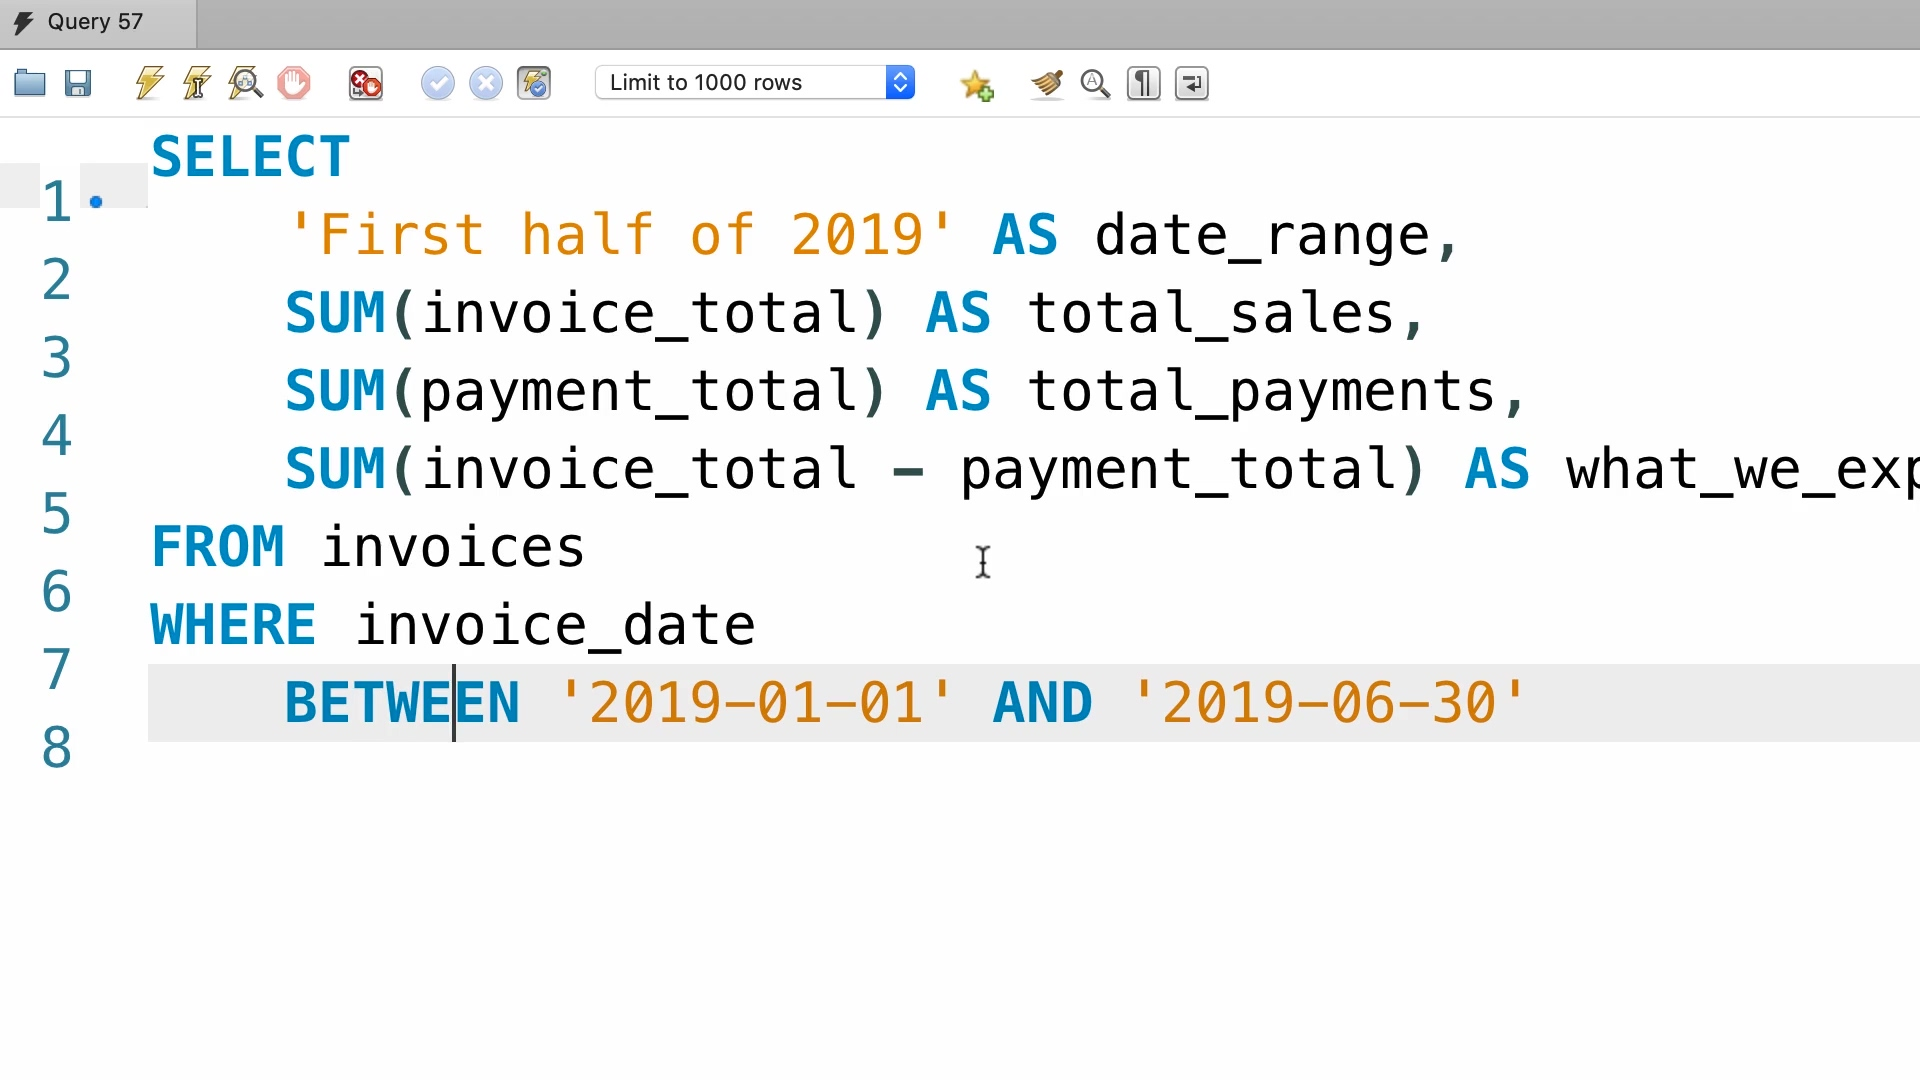 Query 57
Limit to 1000 rows
SELECT
1
'First half of 2019' AS date_range,
2
SUM(invoice_total) AS total_sales,
3
SUM(payment_total) AS total_payments,
4
SUM(invoice_total - payment_total) AS what_we_exp
5
FROM invoices
6
WHERE invoice_date
7
BETWEEN '2019-01-01' AND '2019-06-30'
8